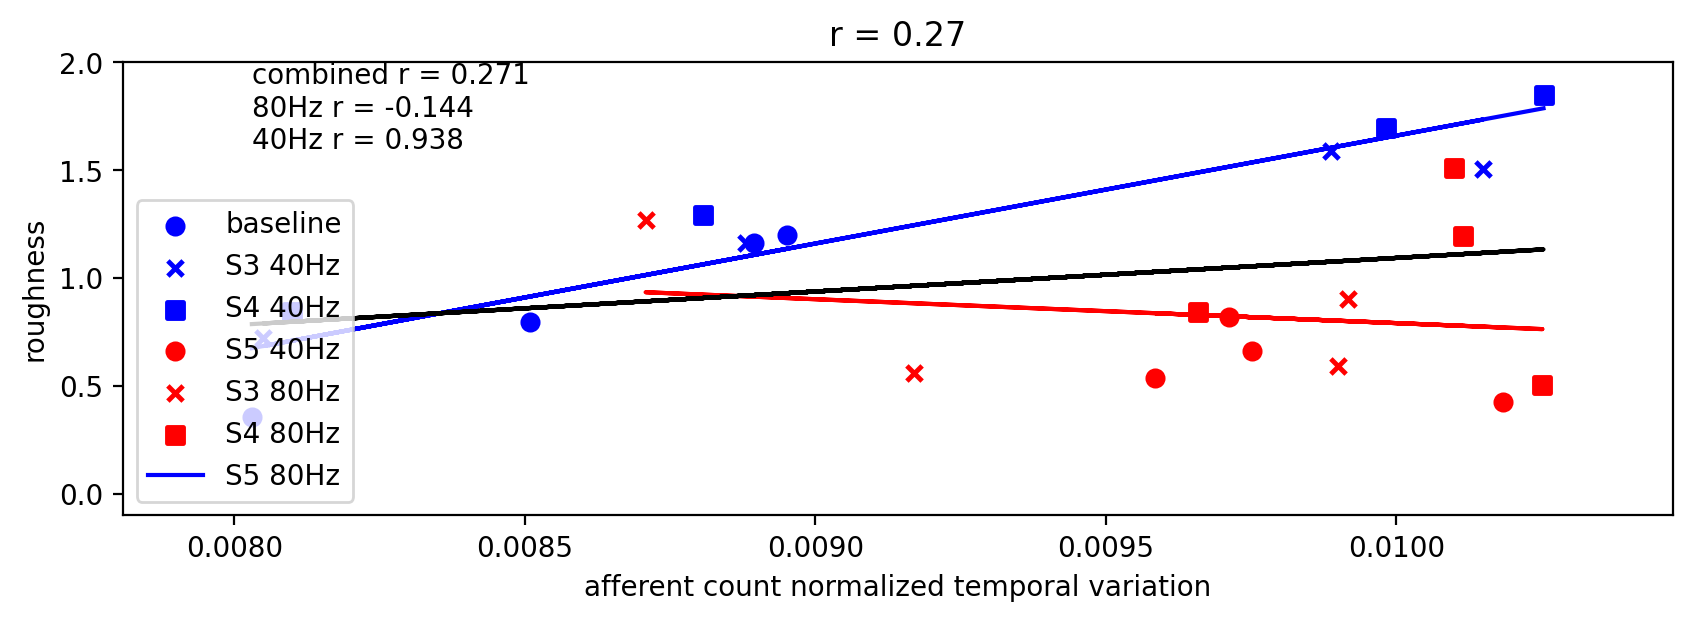 r = 0.27
combined r = 0.271
80Hz r = -0.144
40Hz r = 0.938
2.0
1.5
1.0
0.5
0.0
roughness
baseline
S3 40Hz
S4 40Hz
S5 40Hz
S3 80Hz
S4 80Hz
S5 80Hz
0.0080
0.0085
0.0090
0.0095
0.0100
afferent count normalized temporal variation